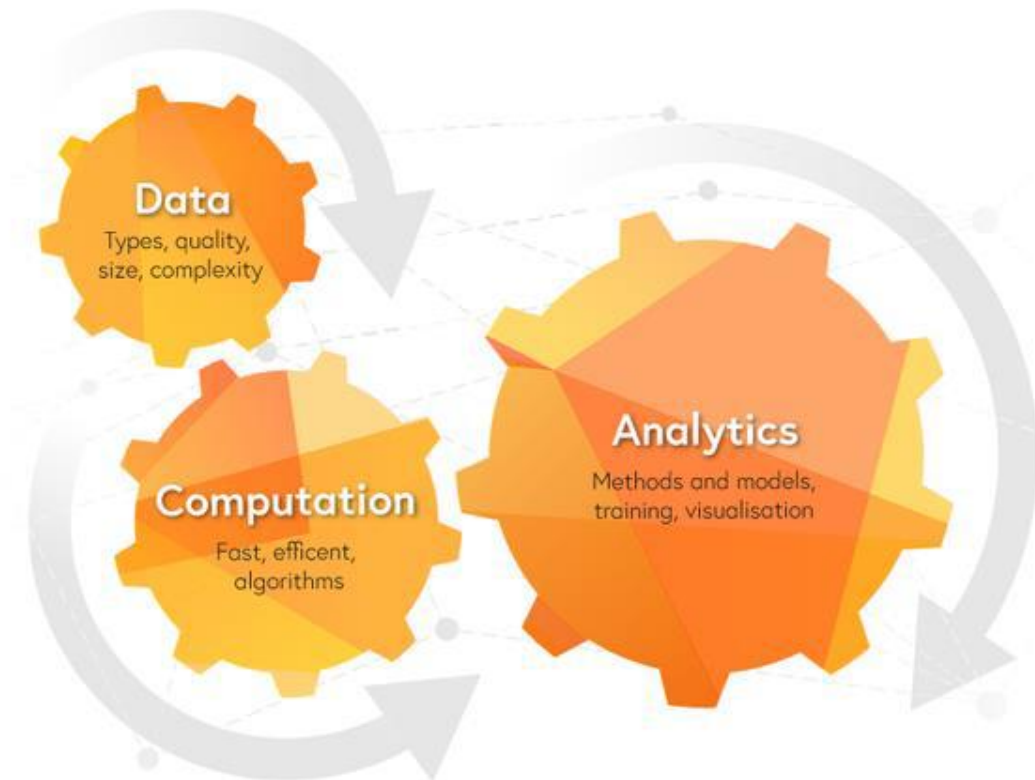 Data
Types, quality,
size, complexity
Computation
Fast, efficent,
algorithms
Analytics
Methods and models,
training, visualisation